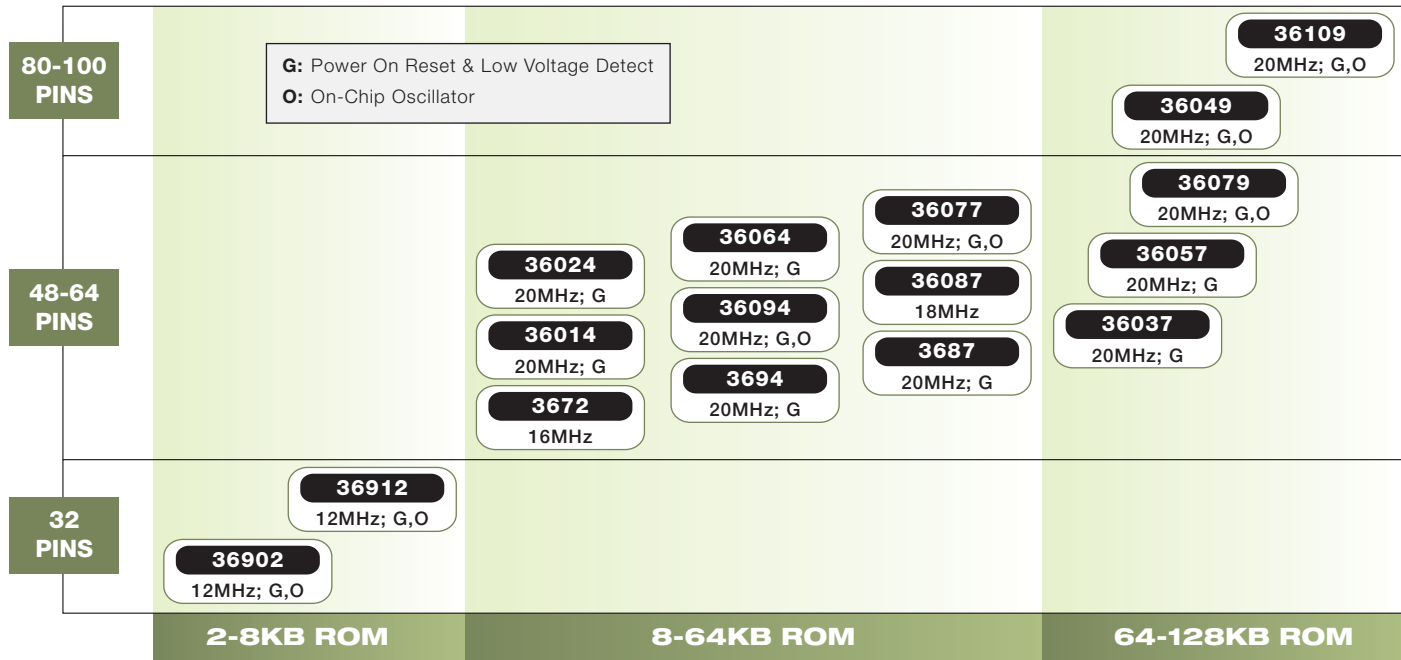 80-100
PINS
G: Power On Reset & Low Voltage Detect
O: On-Chip Oscillator
36109
20MHz; G,O
36049
20MHz; G,O
48-64
PINS
36024
20MHz; G
36014
20MHz; G
3672
16MHz
36064
20MHz; G
36094
20MHz; G,O
3694
20MHz; G
36077
20MHz; G,O
36087
18MHz
3687
20MHz; G
36079
20MHz; G,O
36057
20MHz; G
36037
20MHz; G
32
PINS
36912
12MHz; G,O
36902
12MHz; G,O
2-8KB ROM
8-64KB ROM
64-128KB ROM